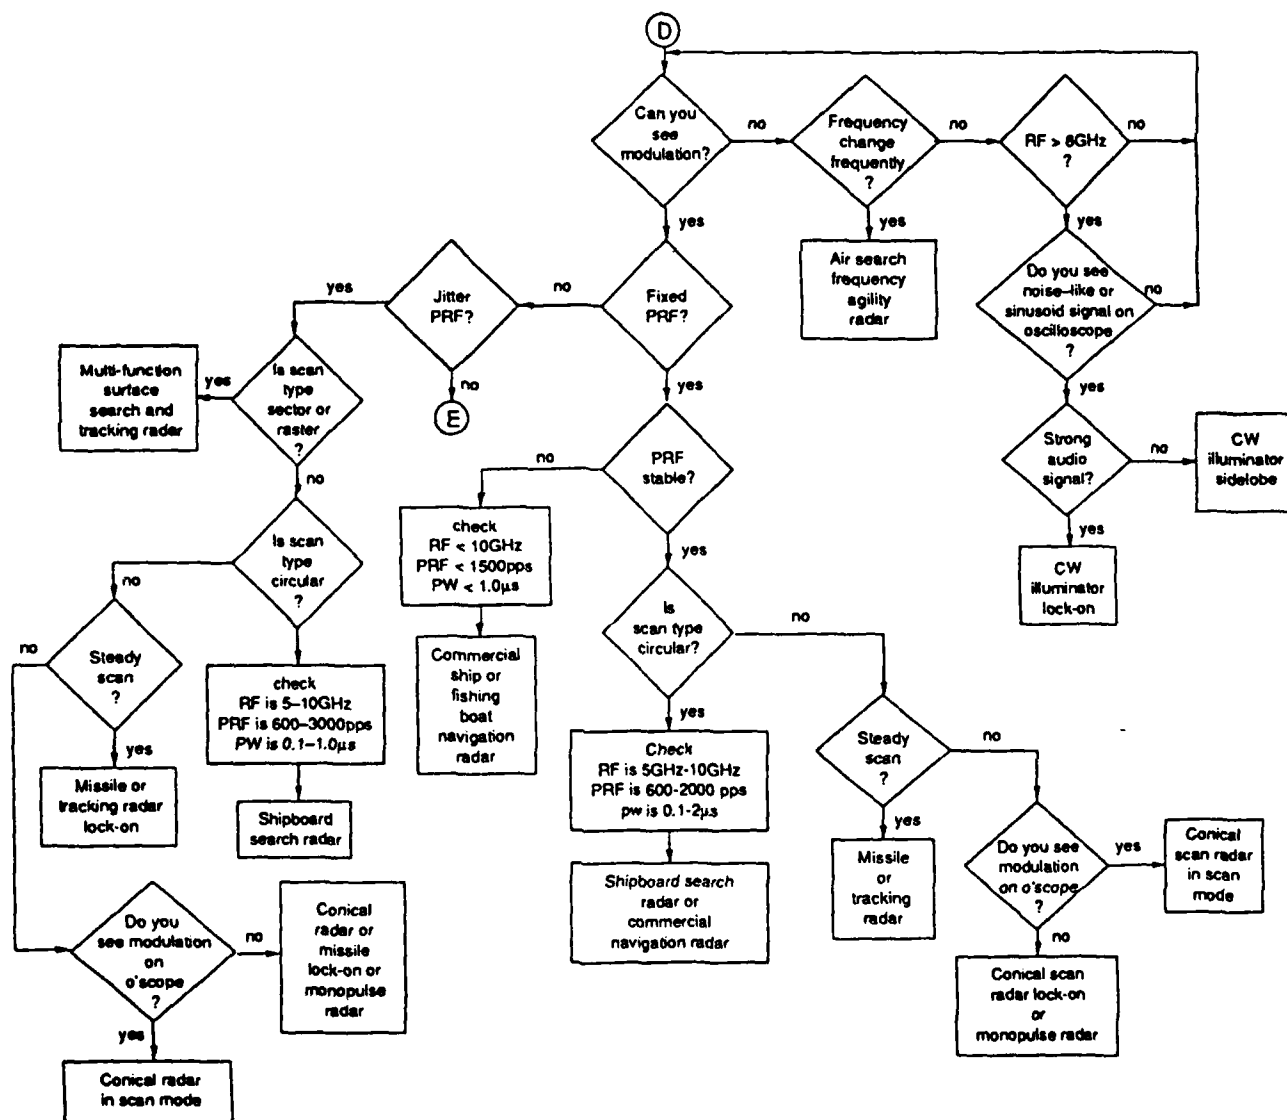 D
Can you
see
modulation?
no
Frequency
change
frequently
?
no
RF > 8GHz
?
no
yes
yes
yes
Air search
frequency
agility
radar
Do you see
noise-like or
sinusoid signal on
oscilloscope
?
no
yes
Jitter
PRF?
no
Fixed
PRF?
no
E
yes
Multi-function
surface
search and
tracking radar
yes
Is scan
type
sector or
raster
?
no
yes
Strong
audio
signal?
no
CW
illuminator
sidelobe
yes
CW
illuminator
lock-on
PRF
stable?
no
check
RF < 10GHz
PRF < 1500pps
PW < 1.0μs
Commercial
ship or
fishing
boat
navigation
radar
yes
Is scan
type
circular
?
no
Is
scan type
circular?
no
no
Steady
scan
?
yes
Missile or
tracking radar
lock-on
check
RF is 5–10GHz
PRF is 600–3000pps
PW is 0.1–1.0μs
Shipboard
search radar
yes
Check
RF is 5GHz-10GHz
PRF is 600-2000 pps
pw is 0.1-2μs
Shipboard search
radar or
commercial
navigation radar
Steady
scan
?
no
yes
Missile
or
tracking
radar
Do you see
modulation
on o'scope
?
yes
Conical
scan radar
in scan
mode
no
Conical scan
radar lock-on
or
monopulse radar
Do you
see modulation
on
o'scope
?
no
Conical
radar or
missile
lock-on or
monopulse
radar
yes
Conical radar
in scan mode